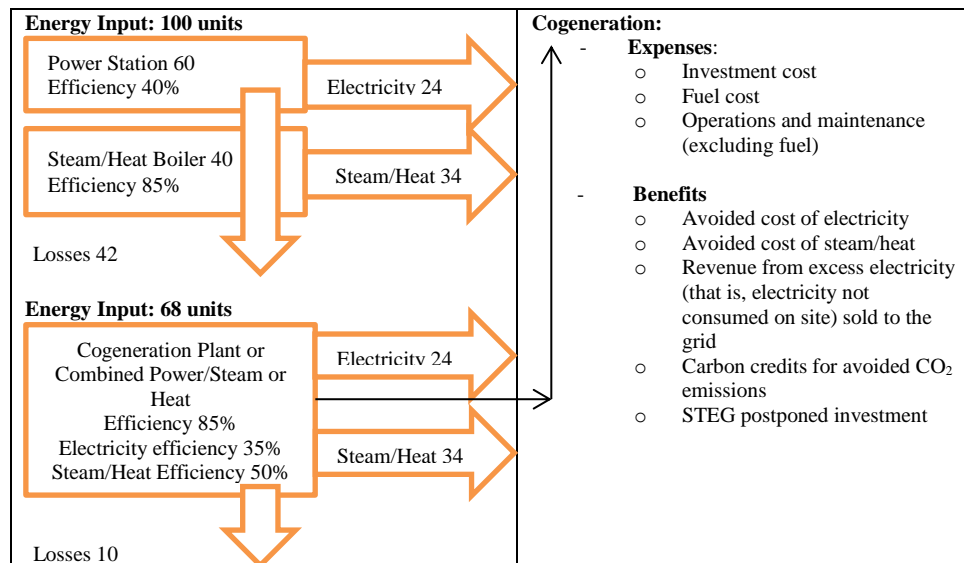 Energy Input: 100 units
Power Station 60
Efficiency 40%
Electricity 24
Steam/Heat Boiler 40
Efficiency 85%
Steam/Heat 34
Losses 42
Energy Input: 68 units
Cogeneration Plant or
Combined Power/Steam or
Heat
Efficiency 85%
Electricity efficiency 35%
Steam/Heat Efficiency 50%
Electricity 24
Steam/Heat 34
Losses 10
Cogeneration:
- Expenses:
o Investment cost
o Fuel cost
o Operations and maintenance
(excluding fuel)
- Benefits
o Avoided cost of electricity
o Avoided cost of steam/heat
o Revenue from excess electricity
(that is, electricity not
consumed on site) sold to the
grid
o Carbon credits for avoided CO₂
emissions
o STEG postponed investment